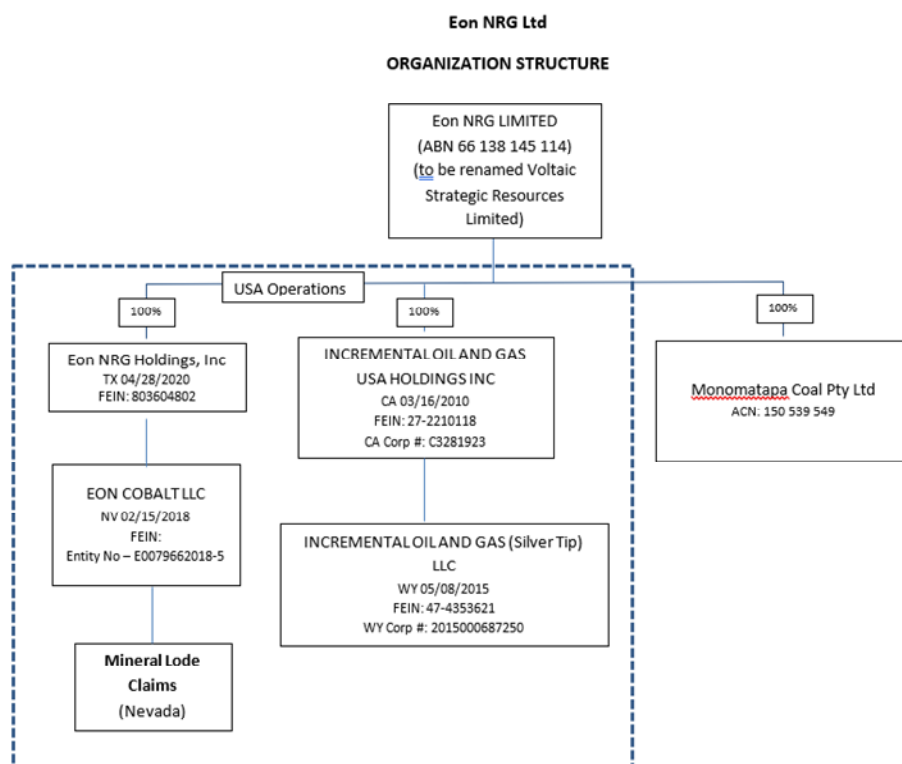 Eon NRG Ltd
ORGANIZATION STRUCTURE
Eon NRG LIMITED
(ABN 66 138 145 114)
(to be renamed Voltaic
Strategic Resources
Limited)
USA Operations
100%
100%
100%
Eon NRG Holdings, Inc
TX 04/28/2020
FEIN: 803604802
INCREMENTAL OIL AND GAS
USA HOLDINGS INC
CA 03/16/2010
FEIN: 27-2210118
CA Corp #: C3281923
Monomatapa Coal Pty Ltd
ACN: 150 539 549
EON COBALT LLC
NV 02/15/2018
FEIN:
Entity No – E0079662018-5
INCREMENTAL OIL AND GAS (Silver Tip)
LLC
WY 05/08/2015
FEIN: 47-4353621
WY Corp #: 2015000687250
Mineral Lode
Claims
(Nevada)